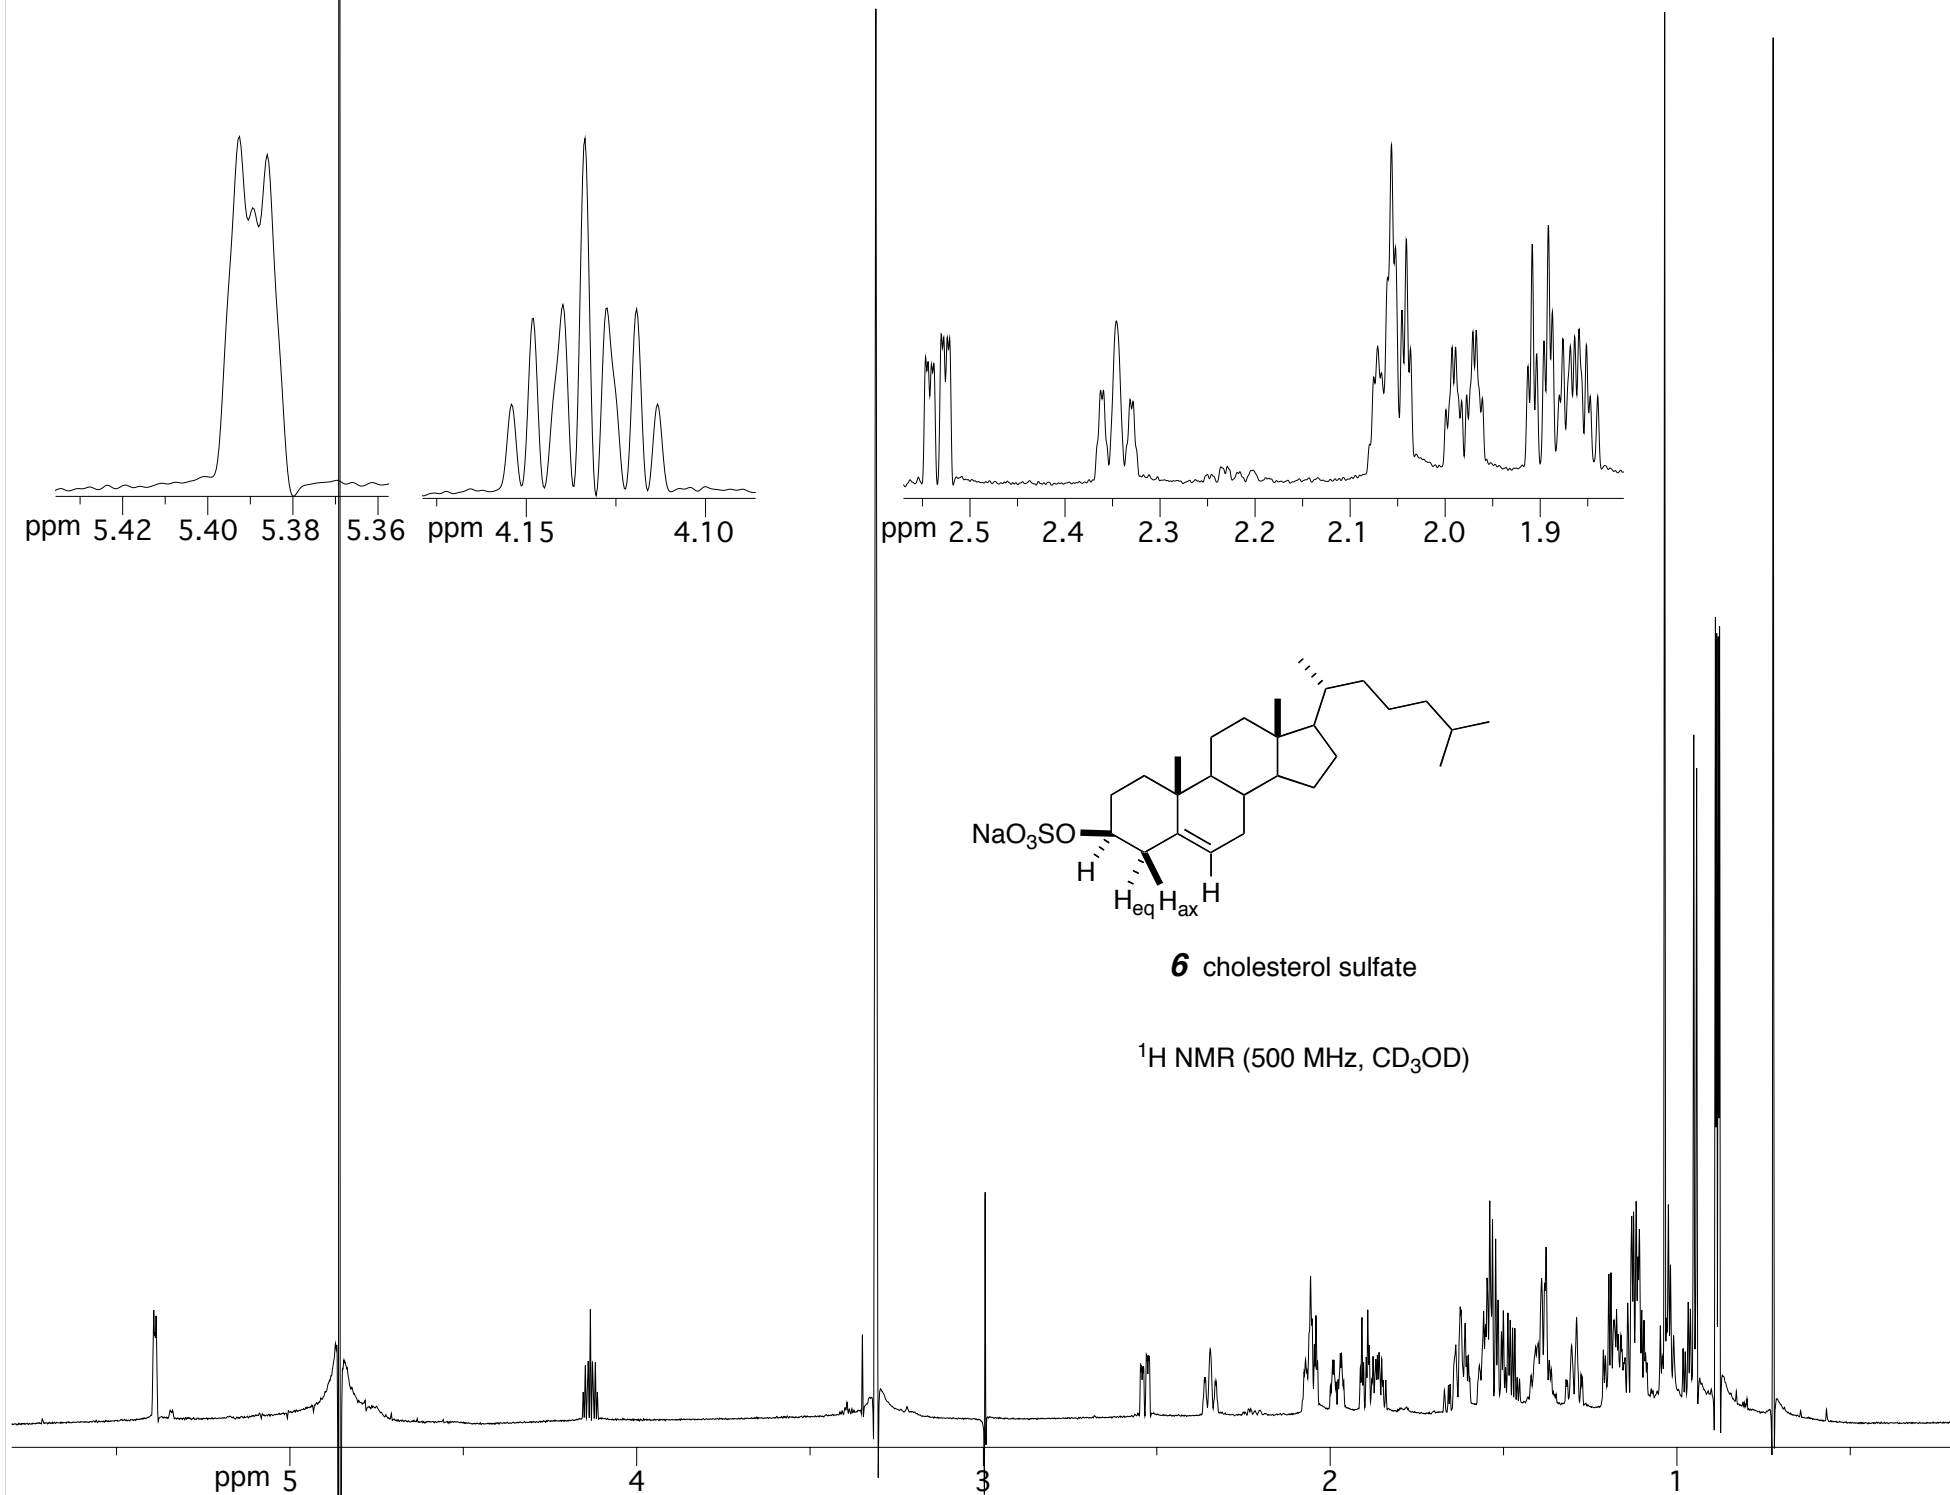 ppm 5.42 5.40 5.38 5.36
ppm 4.15 4.10
ppm 2.5 2.4 2.3 2.2 2.1 2.0 1.9
NaO₃SO
H
H_eq H_ax H
6 cholesterol sulfate
¹H NMR (500 MHz, CD₃OD)
ppm 5 4 3 2 1